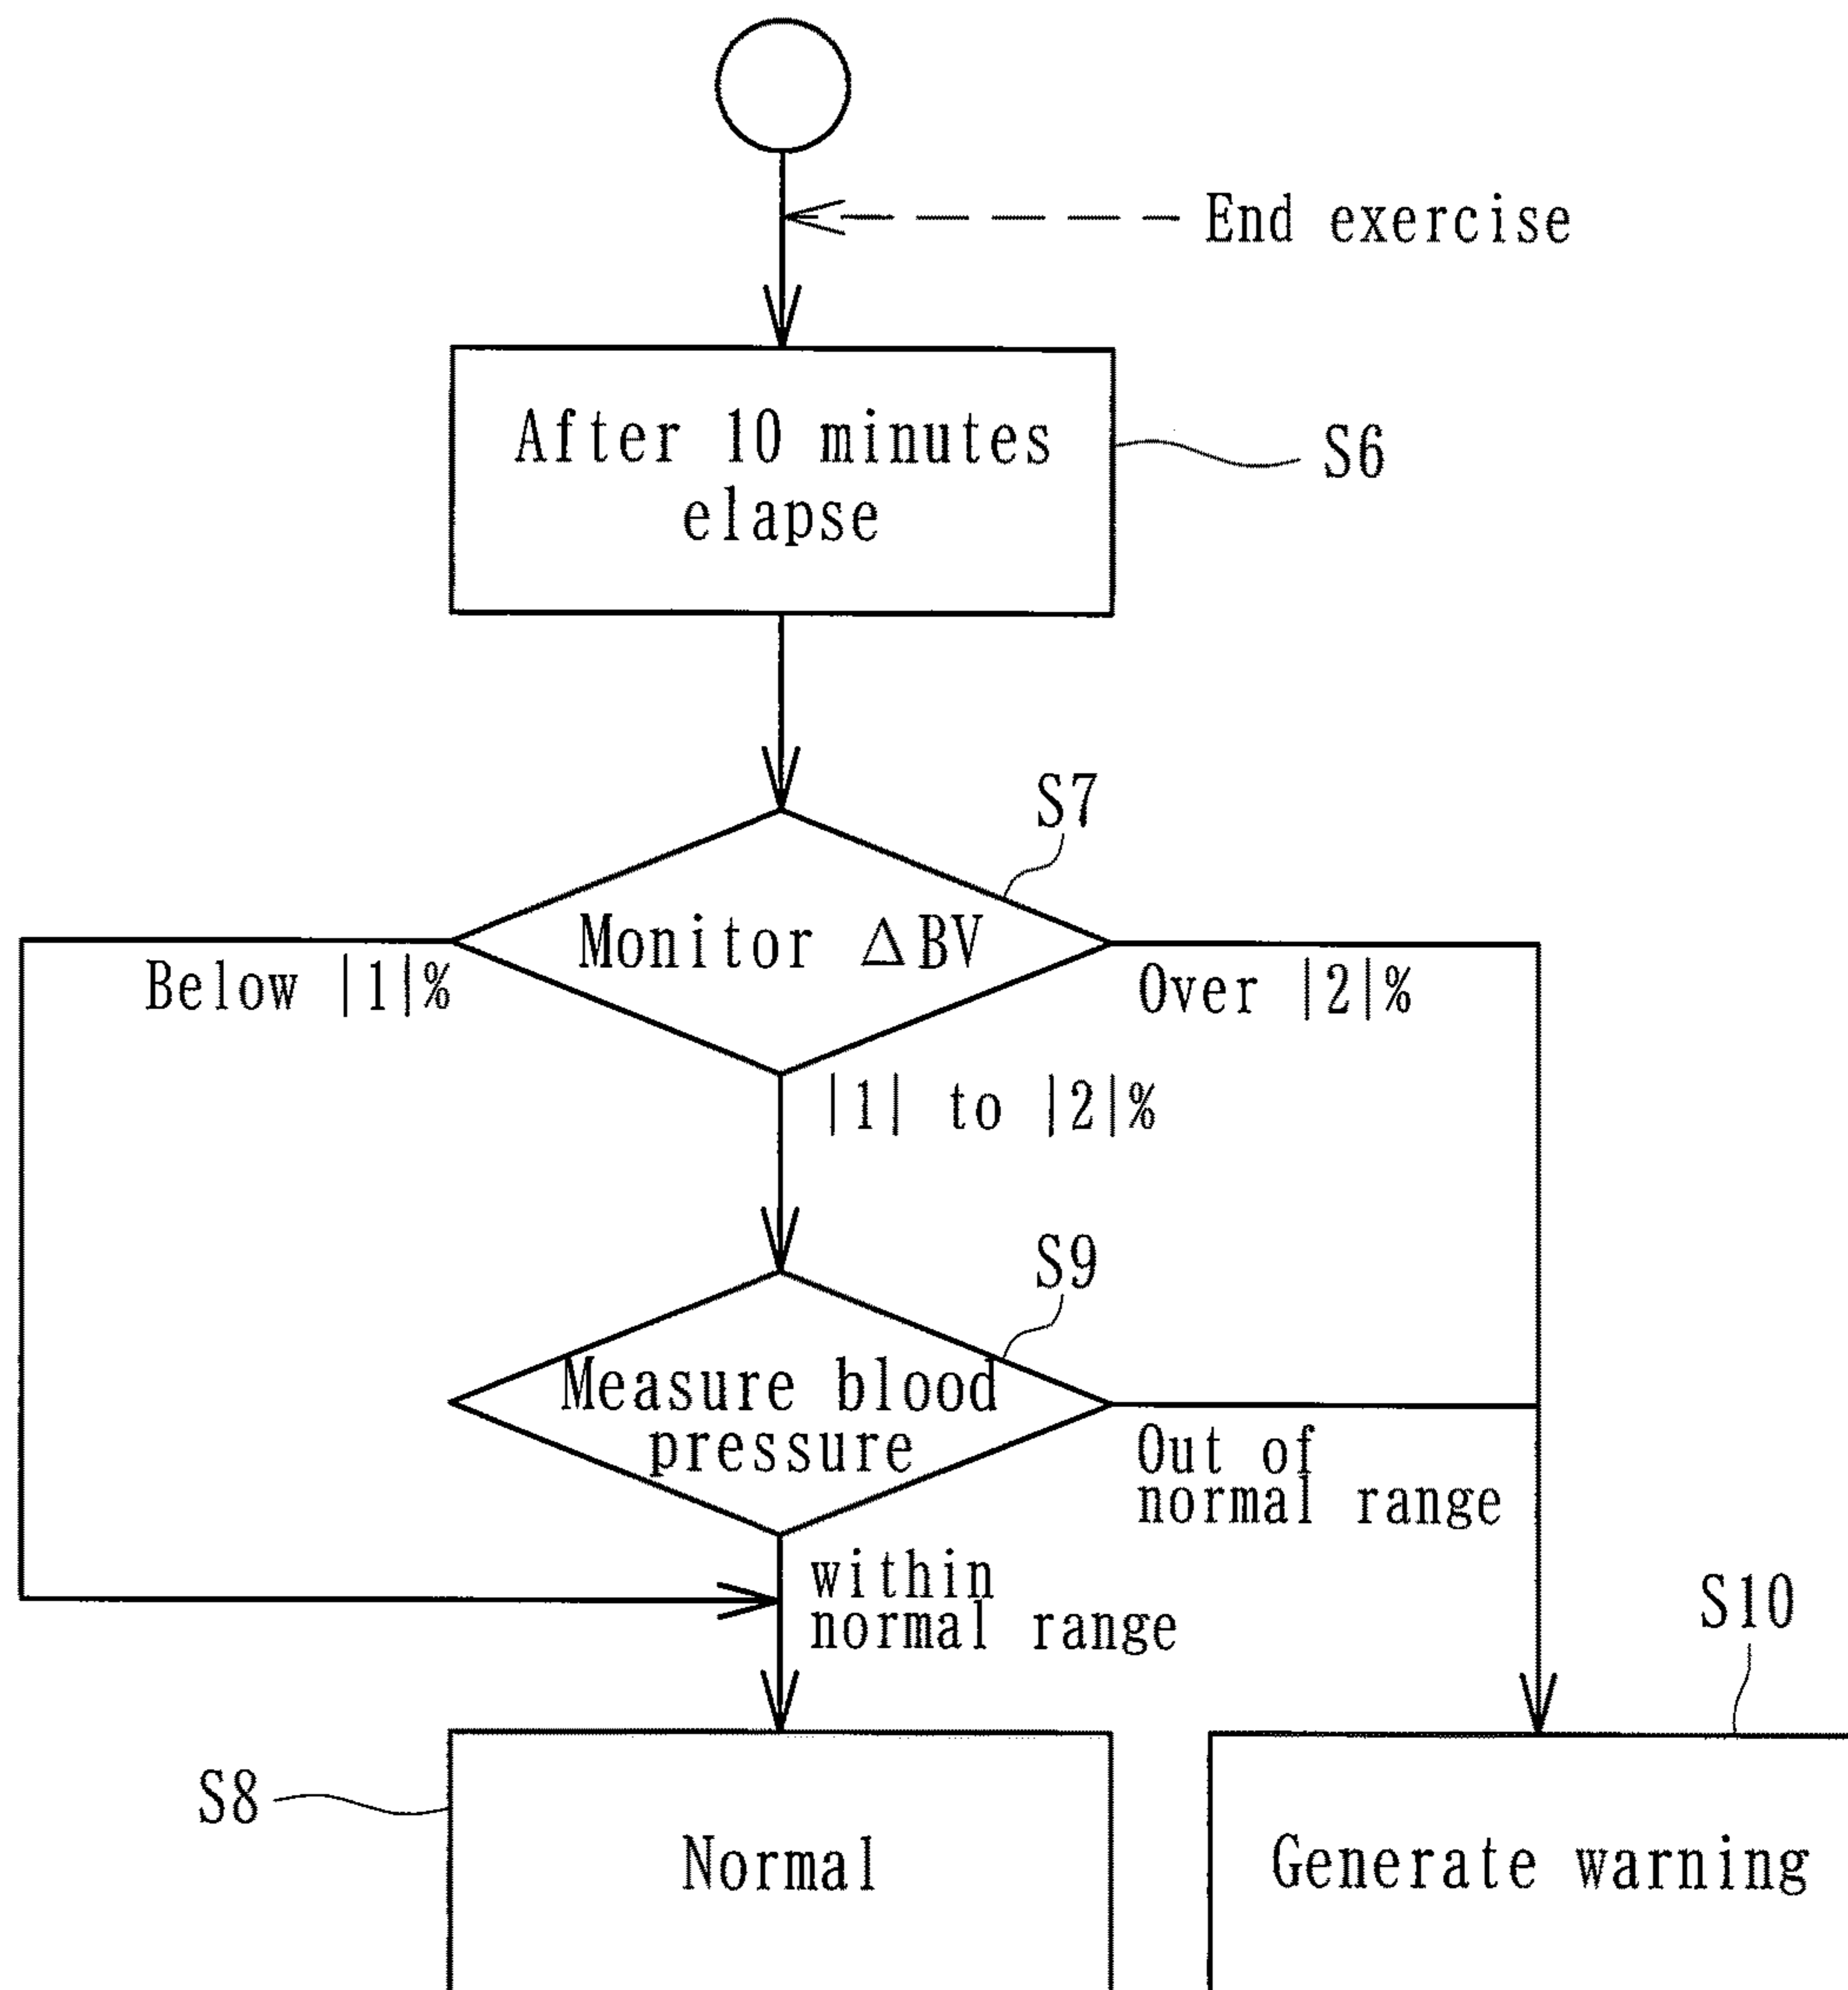 End exercise
After 10 minutes
elapse
S6
S7
Monitor ΔBV
Below |1|%
Over |2|%
|1| to |2|%
S9
Measure blood
pressure
Out of
normal range
within
normal range
S10
S8
Normal
Generate warning